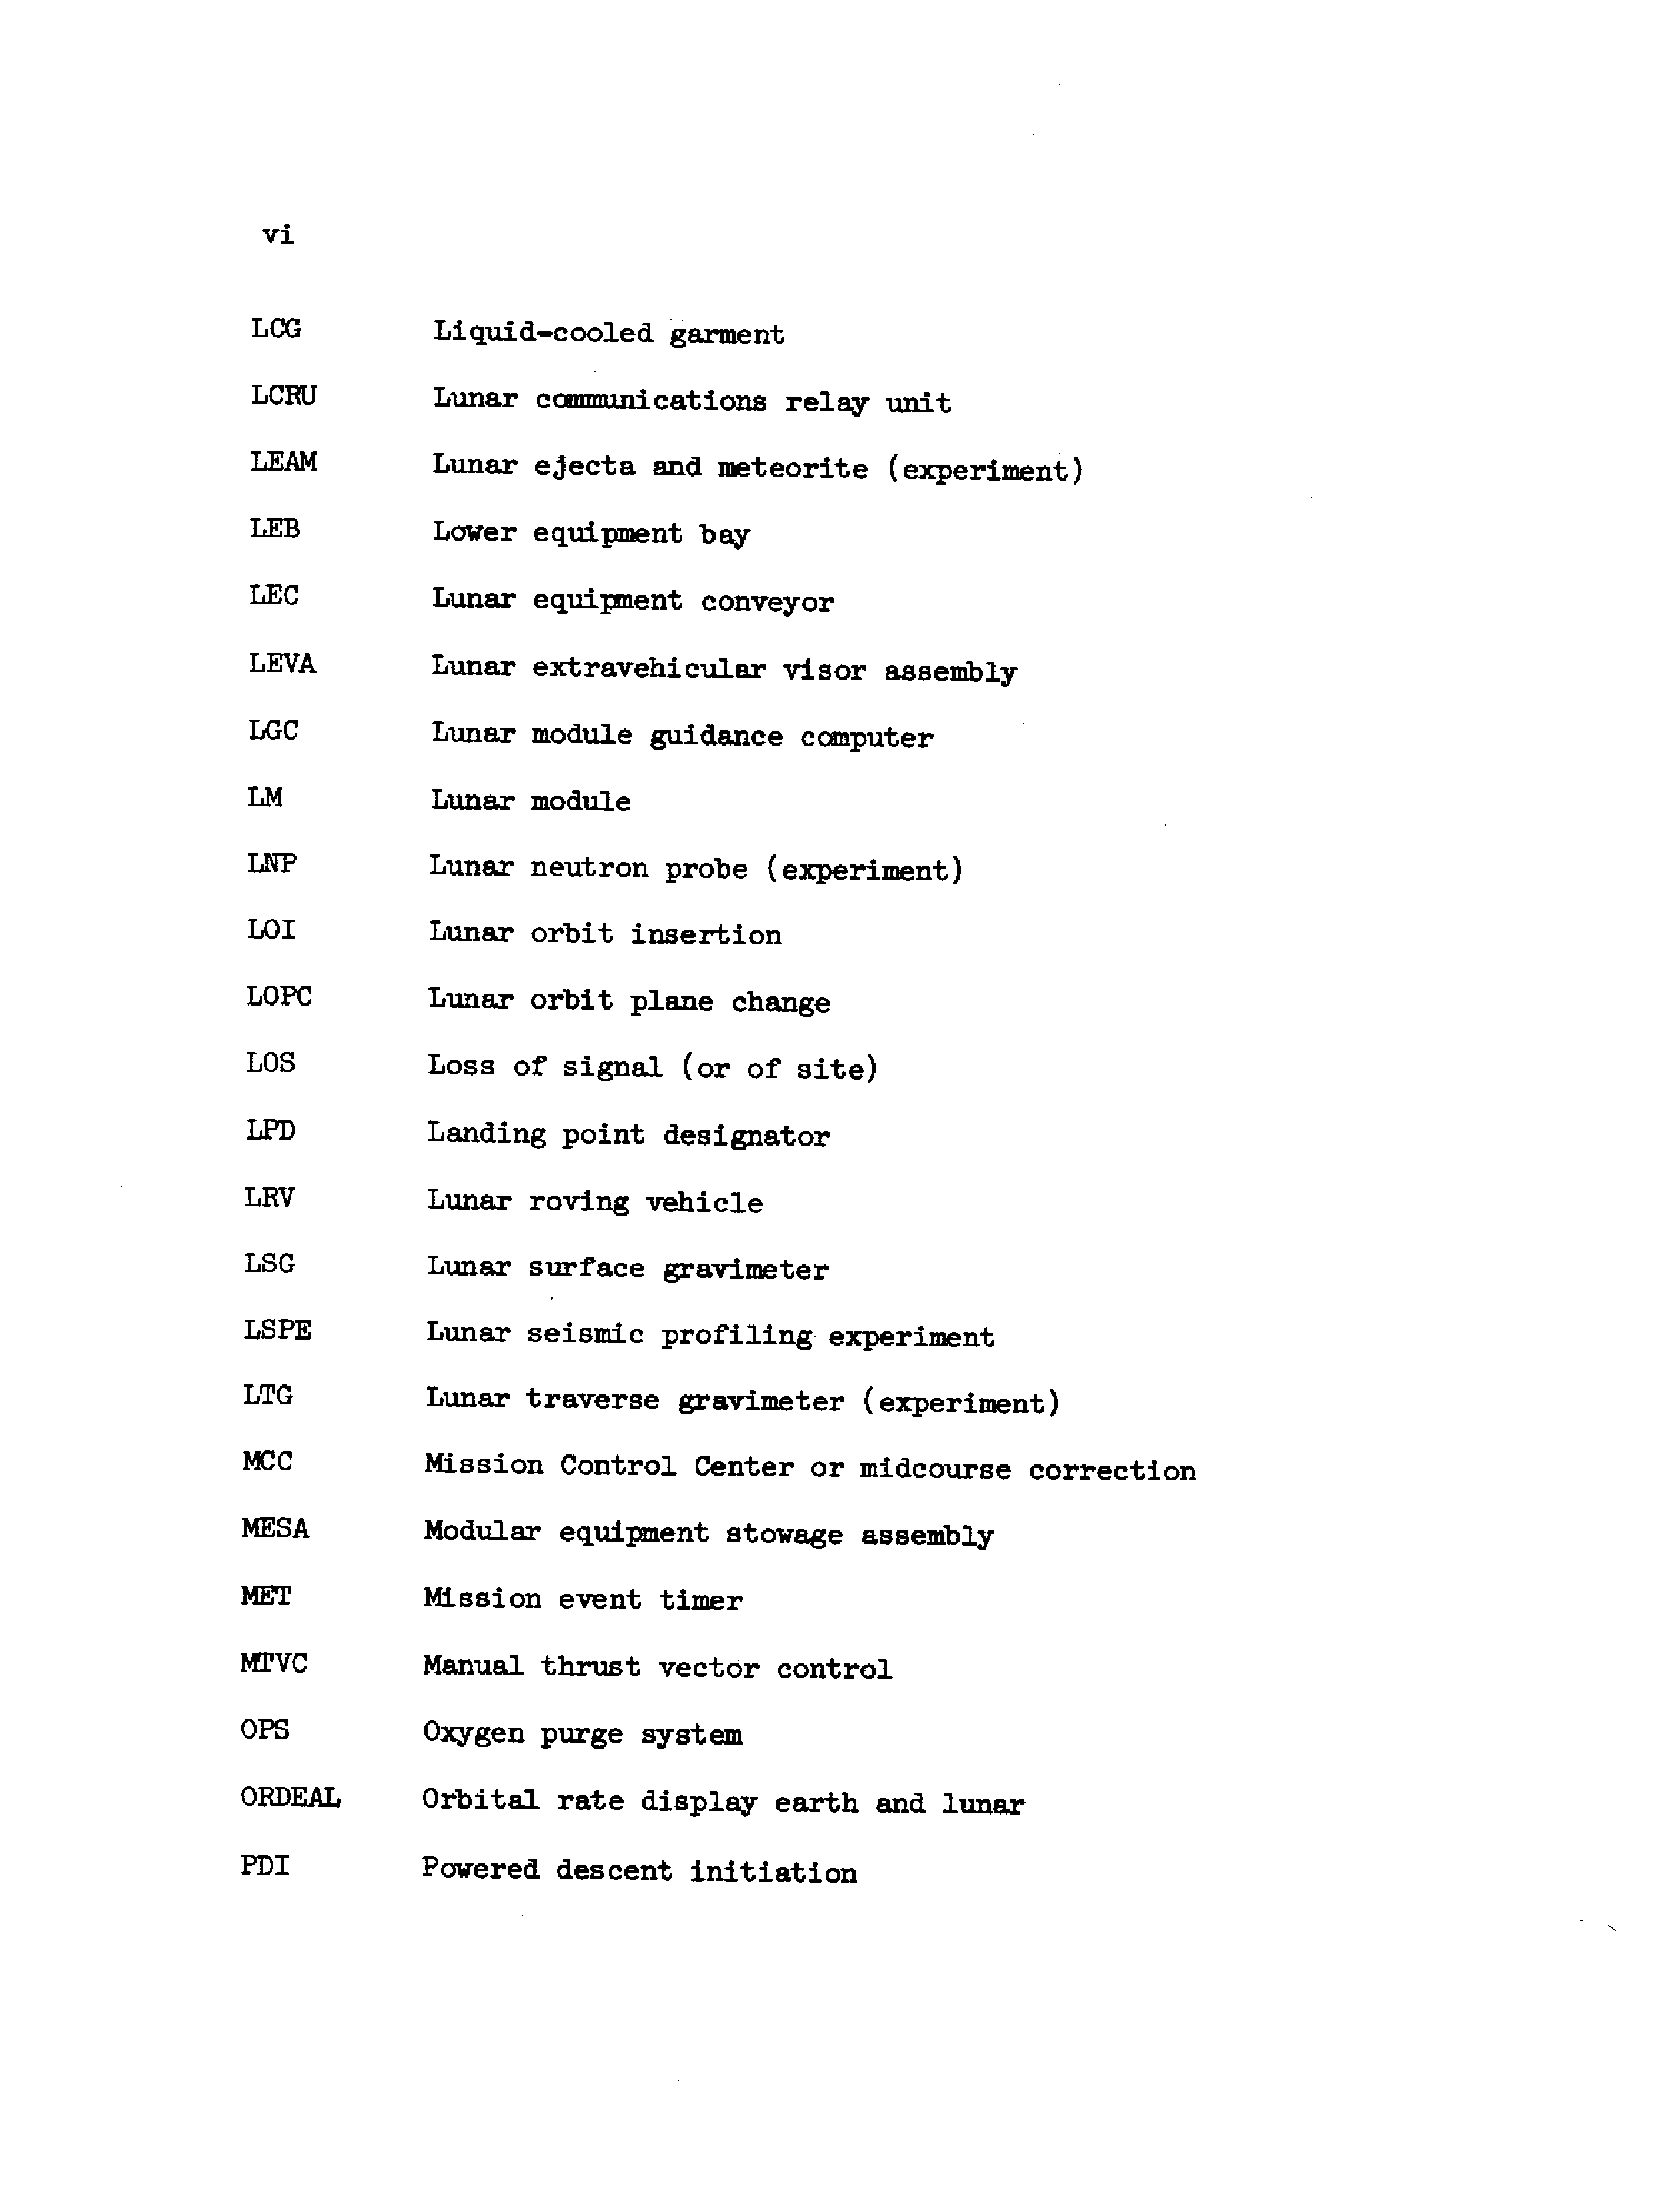 vi
LCG Liquid-cooled garment
LCRU Lunar communications relay unit
LEAM Lunar ejecta and meteorite (experiment)
LEB Lower equipment bay
LEC Lunar equipment conveyor
LEVA Lunar extravehicular visor assembly
LGC Lunar module guidance computer
LM Lunar module
LNP Lunar neutron probe (experiment)
LOI Lunar orbit insertion
LOPC Lunar orbit plane change
LOS Loss of signal (or of site)
LPD Landing point designator
LRV Lunar roving vehicle
LSG Lunar surface gravimeter
LSPE Lunar seismic profiling experiment
LTG Lunar traverse gravimeter (experiment)
MCC Mission Control Center or midcourse correction
MESA Modular equipment stowage assembly
MET Mission event timer
MTVC Manual thrust vector control
OPS Oxygen purge system
ORDEAL Orbital rate display earth and lunar
PDI Powered descent initiation